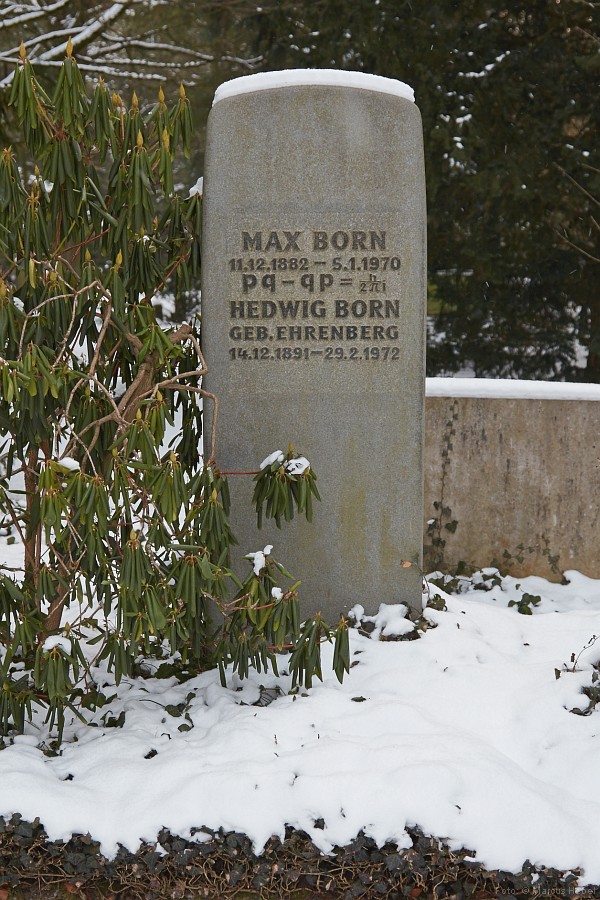 MAX BORN
11.12.1882 – 5.1.1970
pq - qp = h/2πi
HEDWIG BORN
GEB. EHRENBERG
14.12.1891 – 29.2.1972
Foto: © Marcus Hebel